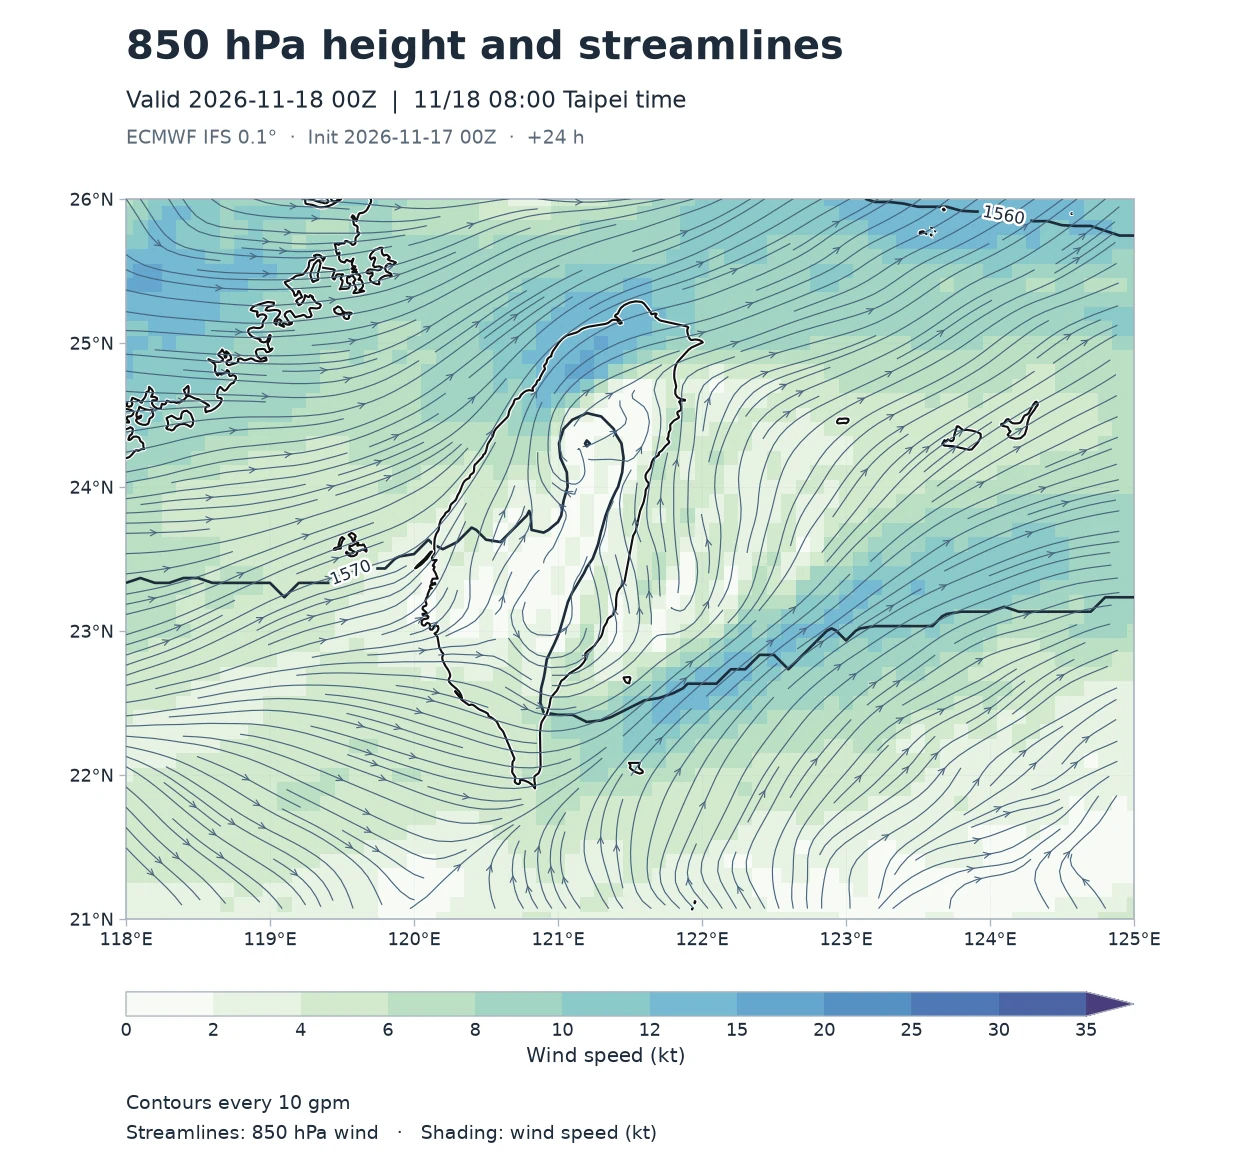 850 hPa height and streamlines
Valid 2026-11-18 00Z | 11/18 08:00 Taipei time
ECMWF IFS 0.1° · Init 2026-11-17 00Z · +24 h
26°N
1560
25°N
24°N
1570
23°N
22°N
21°N
118°E 119°E 120°E 121°E 122°E 123°E 124°E 125°E
0 2 4 6 8 10 12 15 20 25 30 35
Wind speed (kt)
Contours every 10 gpm
Streamlines: 850 hPa wind · Shading: wind speed (kt)